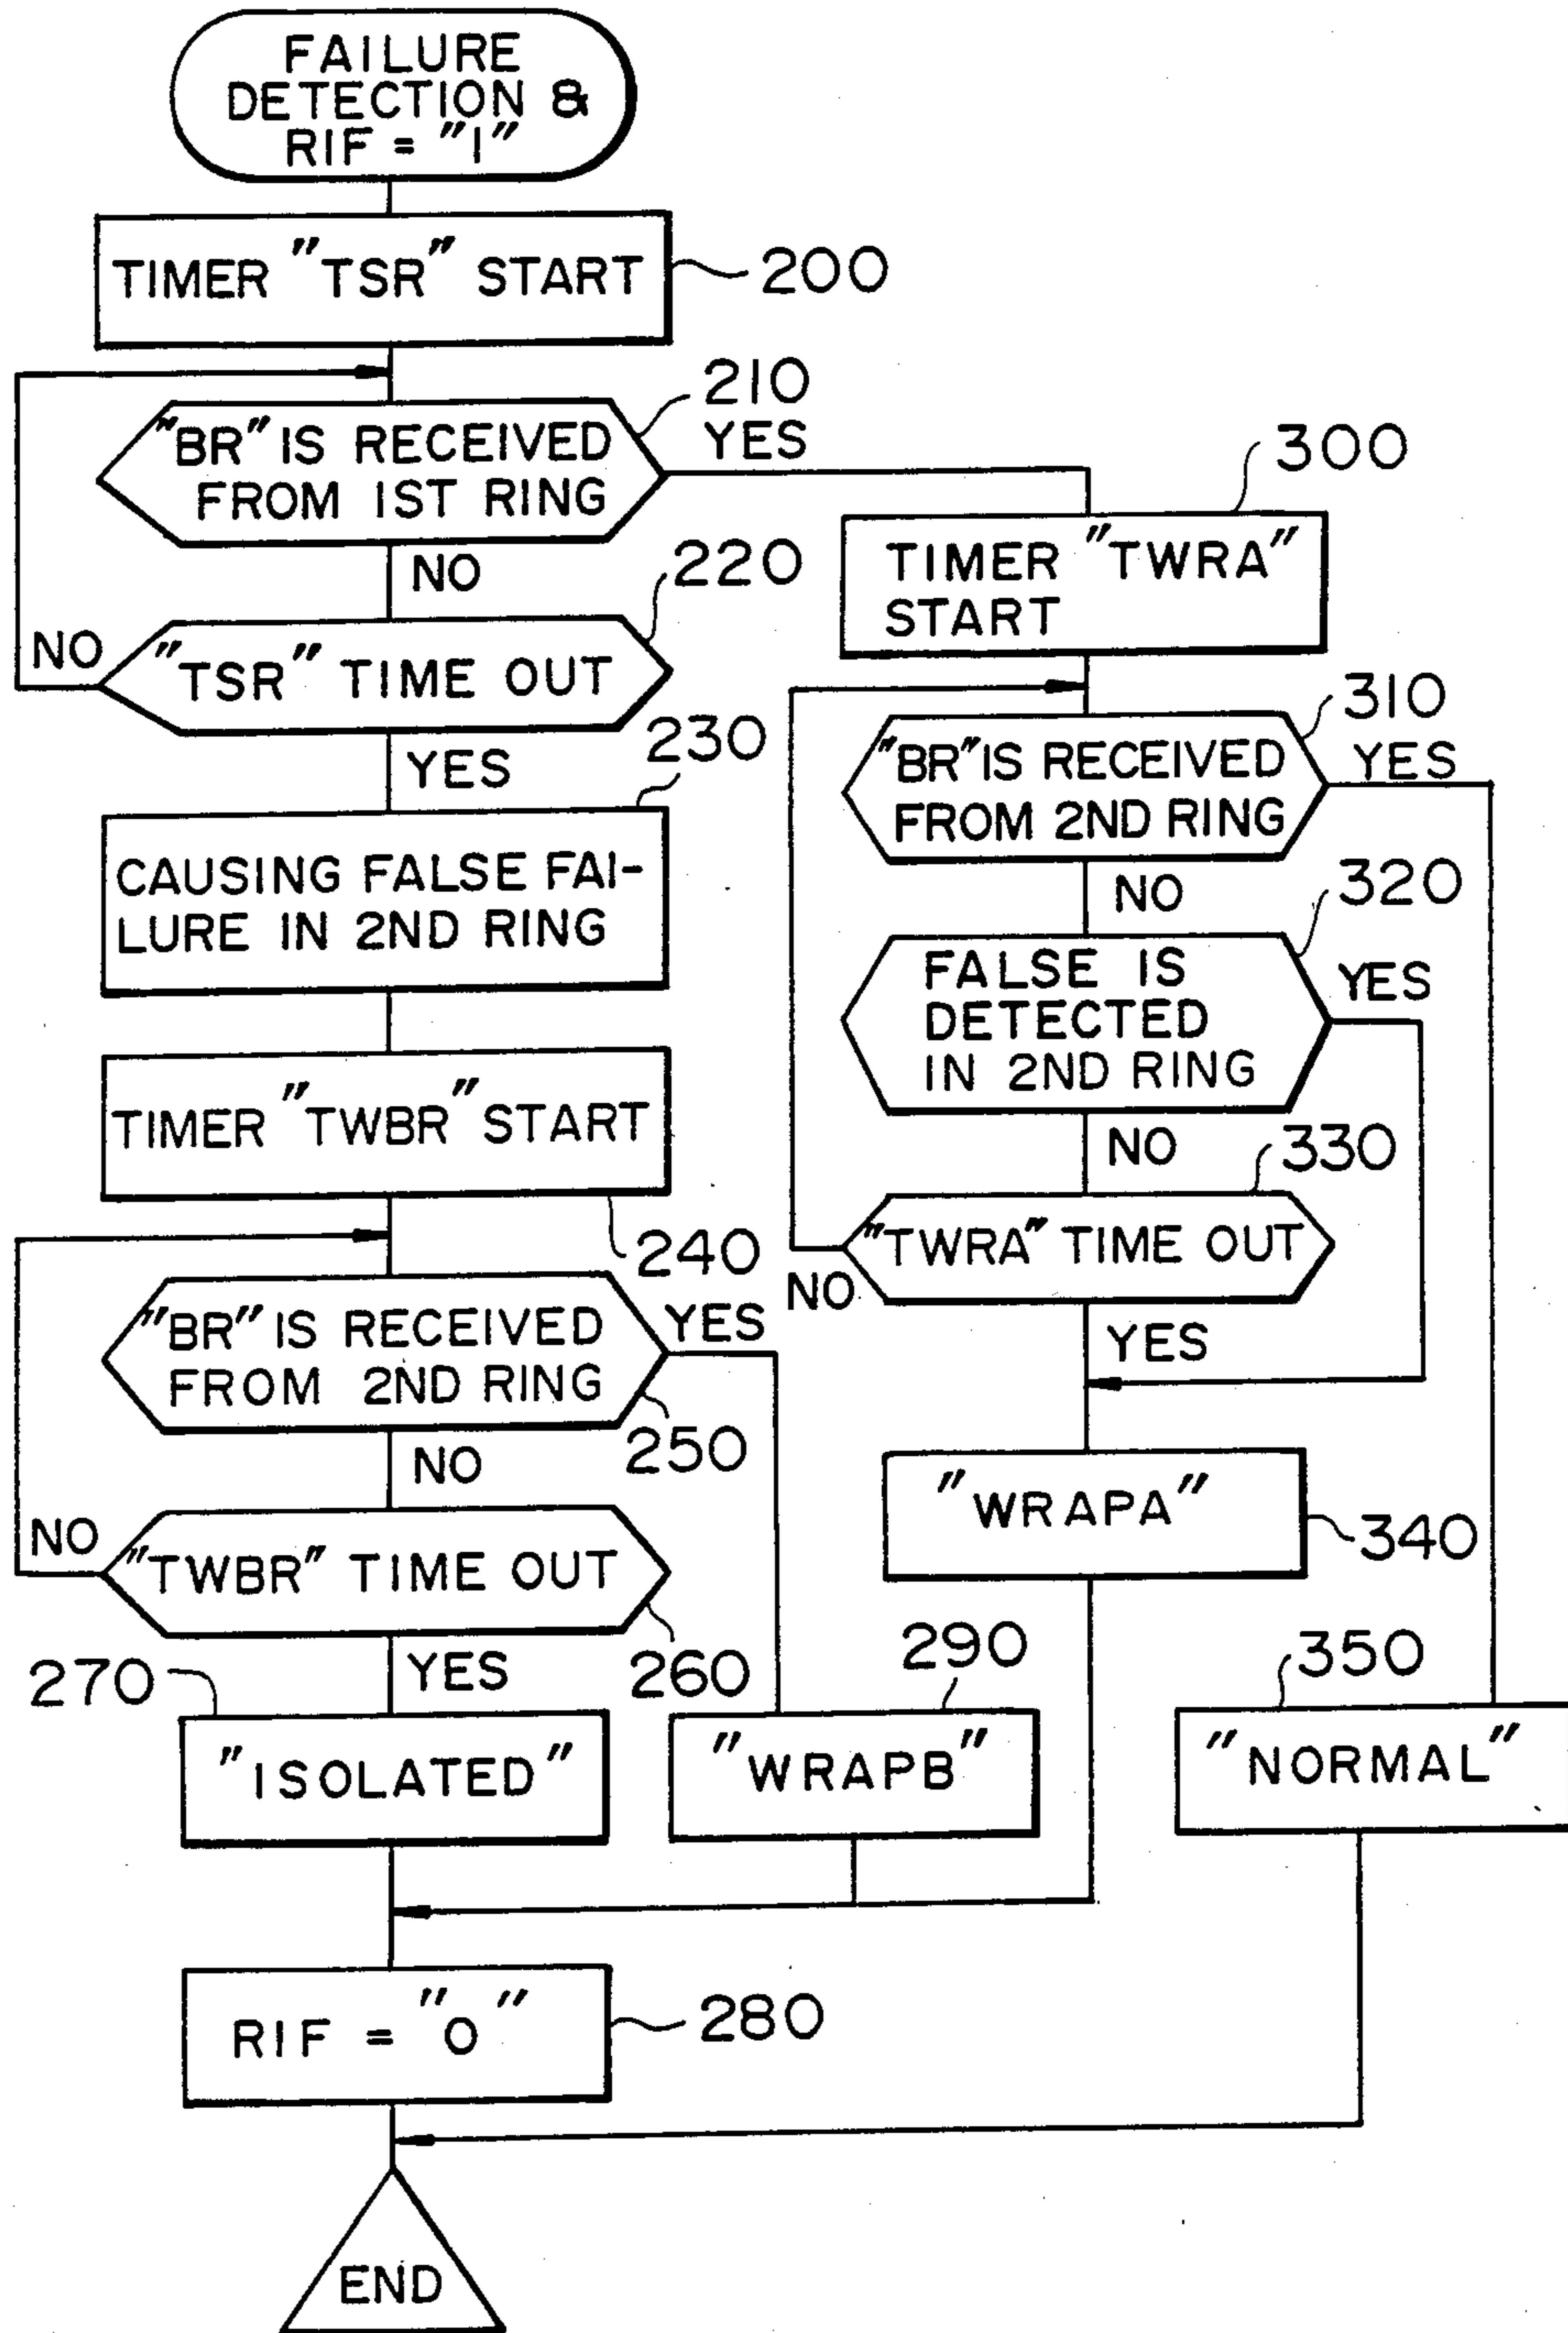 FAILURE
DETECTION &
RIF = "1"
TIMER "TSR" START
200
"BR" IS RECEIVED
FROM 1ST RING
210
YES
NO
"TSR" TIME OUT
220
NO
YES
230
CAUSING FALSE FAI-
LURE IN 2ND RING
TIMER "TWBR" START
240
"BR" IS RECEIVED
FROM 2ND RING
YES
250
NO
"TWBR" TIME OUT
NO
260
YES
270
"ISOLATED"
290
"WRAPB"
RIF = "0"
280
END
300
TIMER "TWRA"
START
310
"BR" IS RECEIVED
FROM 2ND RING
YES
NO
320
FALSE IS
DETECTED
IN 2ND RING
YES
NO
330
"TWRA" TIME OUT
NO
YES
"WRAPA"
340
350
"NORMAL"